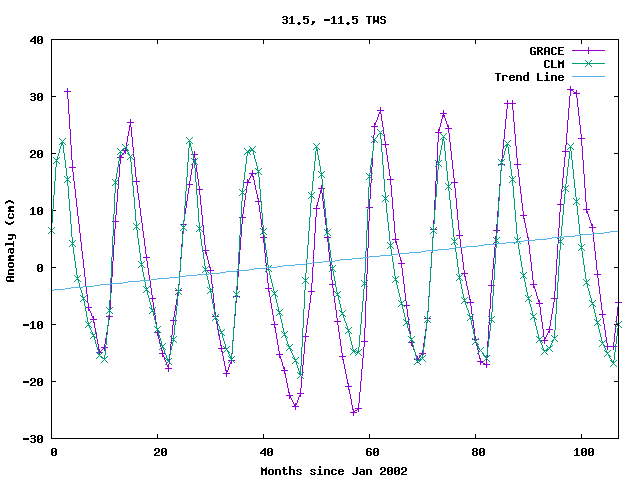 31.5, -11.5 TWS
GRACE
CLM
Trend Line
40
30
20
10
0
-10
-20
-30
Anomaly (cm)
0 20 40 60 80 100
Months since Jan 2002